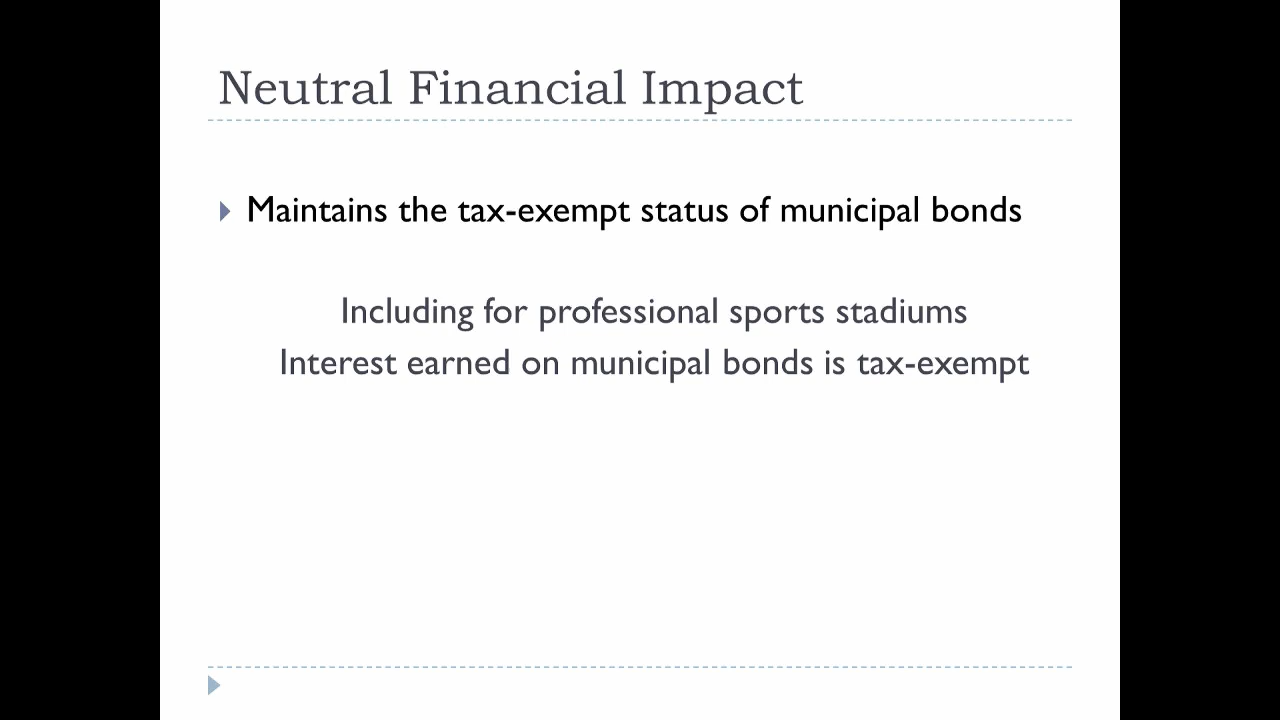 Neutral Financial Impact
Maintains the tax-exempt status of municipal bonds
Including for professional sports stadiums
Interest earned on municipal bonds is tax-exempt